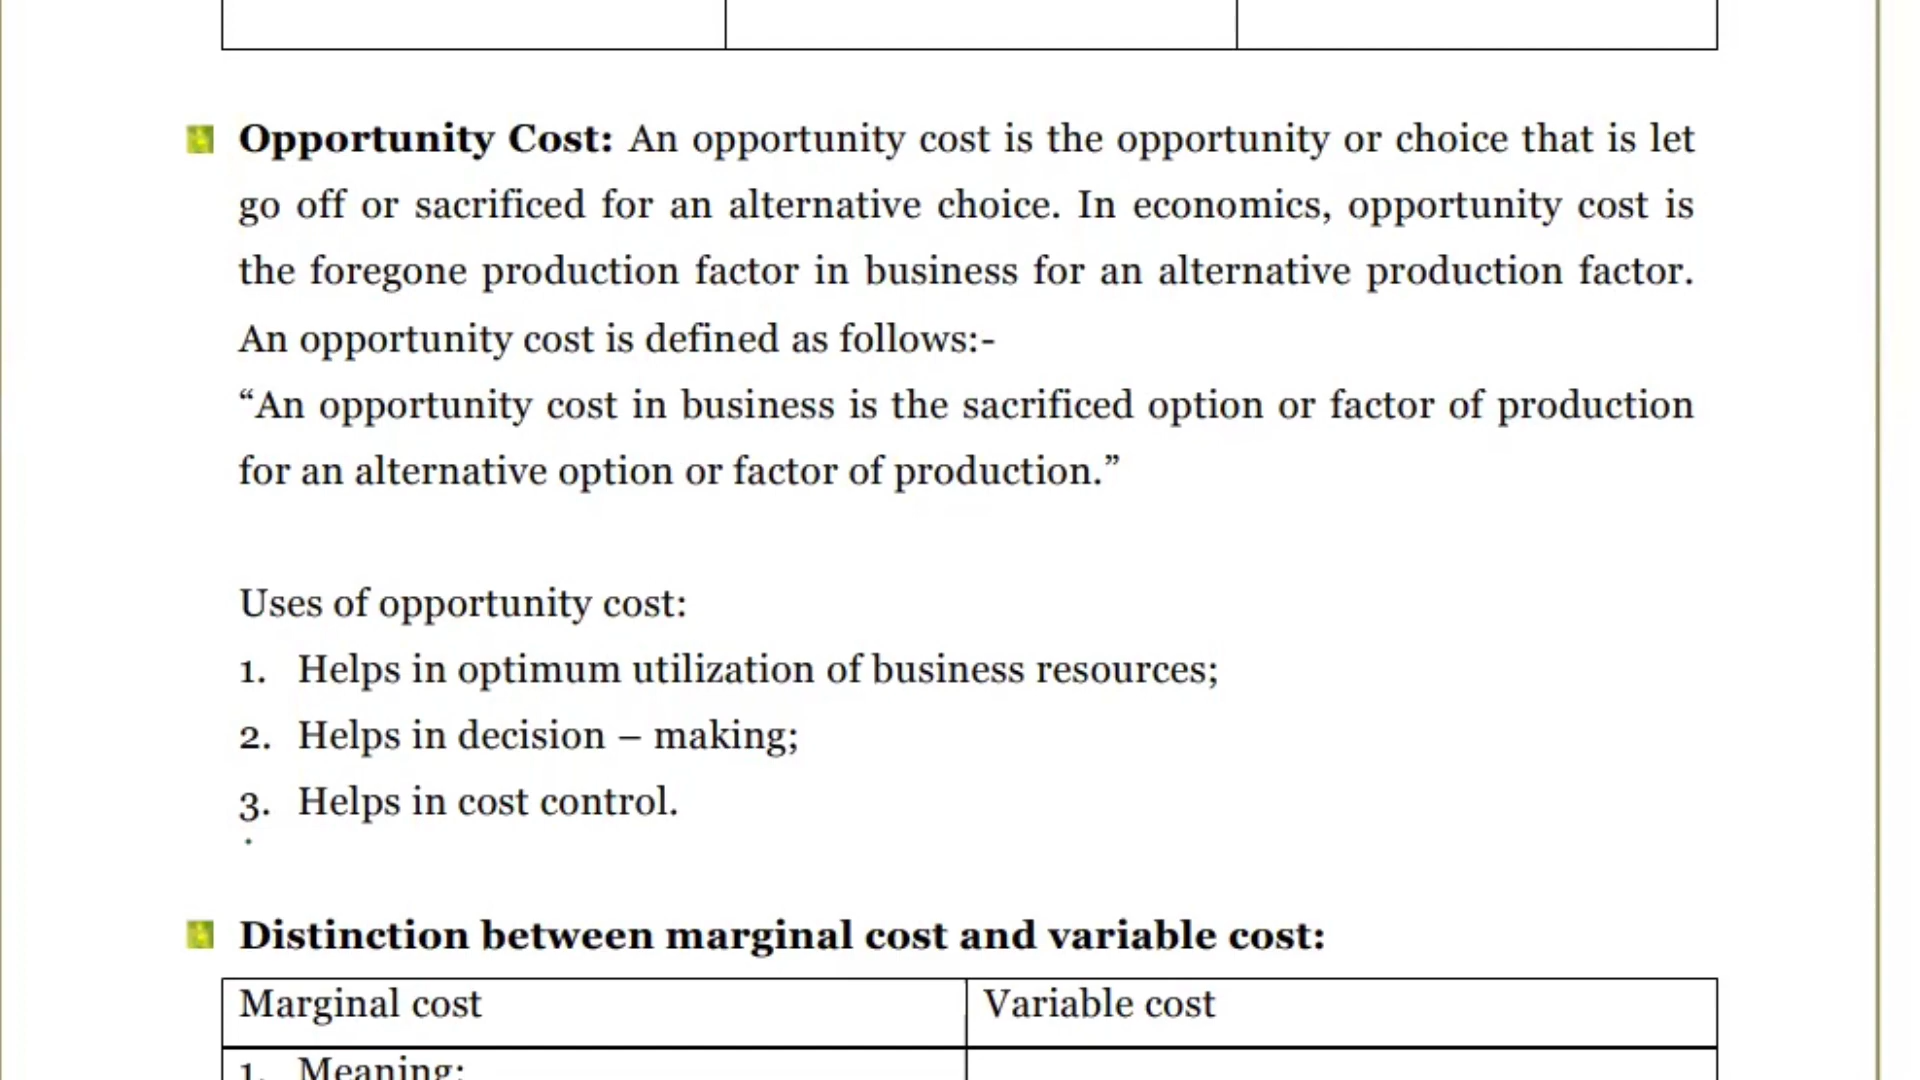 Opportunity Cost: An opportunity cost is the opportunity or choice that is let
go off or sacrificed for an alternative choice. In economics, opportunity cost is
the foregone production factor in business for an alternative production factor.
An opportunity cost is defined as follows:-
“An opportunity cost in business is the sacrificed option or factor of production
for an alternative option or factor of production.”
Uses of opportunity cost:
1. Helps in optimum utilization of business resources;
2. Helps in decision – making;
3. Helps in cost control.
Distinction between marginal cost and variable cost:
Marginal cost Variable cost
1. Meaning: